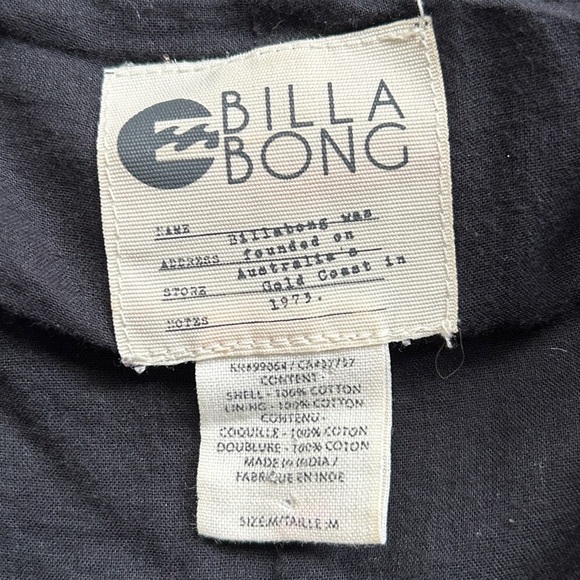 BILLA
BONG
NAME
Billabong was
ADDRESS founded on
STORE Australia's
Gold Coast in
NOTES 1973.
CONTENT:
SHELL - 100% COTTON
LINING - 100% COTTON
CONTENU:
COQUILLE - 100% COTON
DOUBLURE - 100% COTON
MADE IN INDIA /
FABRIQUE EN INDE
SIZE:M/TAILLE:M